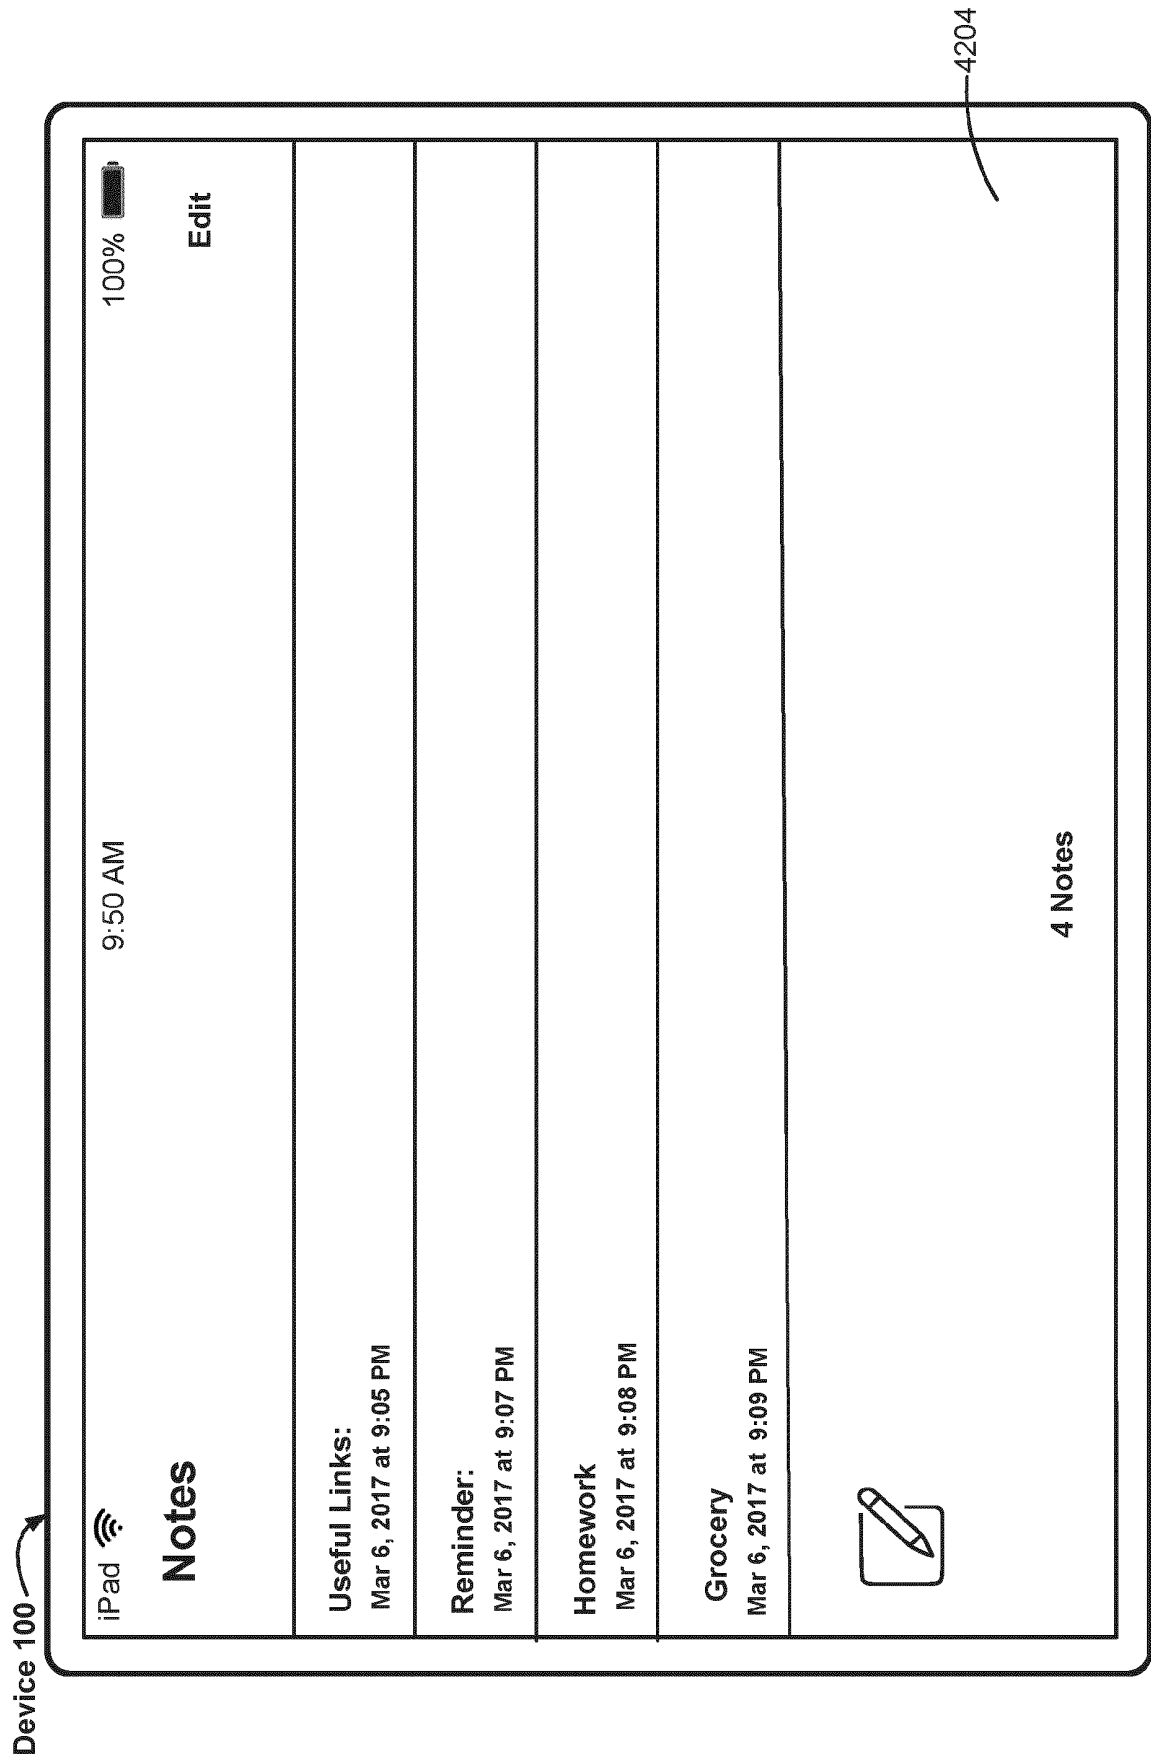 Device 100
iPad 9:50 AM 100%
Notes Edit
Useful Links:
Mar 6, 2017 at 9:05 PM
Reminder:
Mar 6, 2017 at 9:07 PM
Homework
Mar 6, 2017 at 9:08 PM
Grocery
Mar 6, 2017 at 9:09 PM
4204
4 Notes